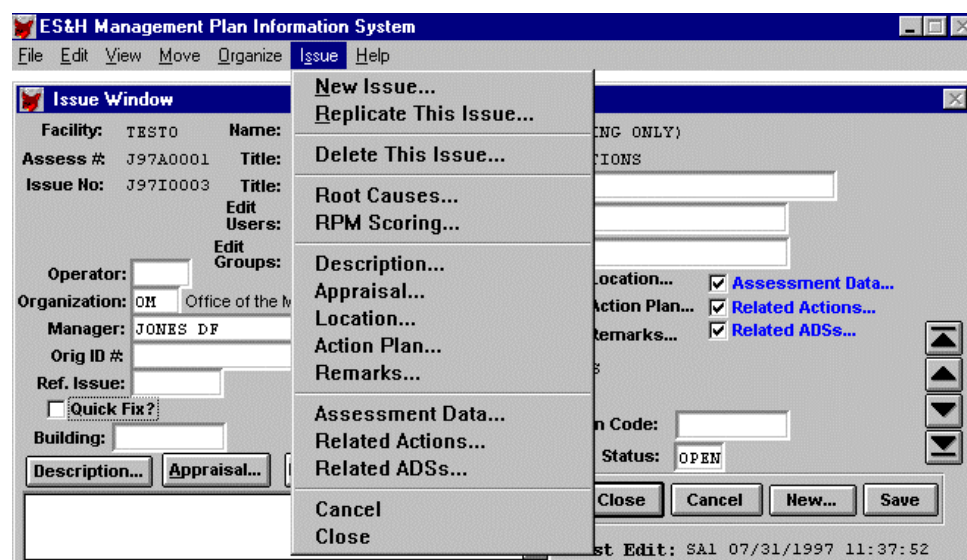 ES&H Management Plan Information System
File Edit View Move Organize Issue Help
Issue Window
New Issue...
Replicate This Issue...
Delete This Issue...
Root Causes...
RPM Scoring...
Description...
Appraisal...
Location...
Action Plan...
Remarks...
Assessment Data...
Related Actions...
Related ADSs...
Cancel
Close
Facility: TEST0 Name: ING ONLY)
Assess #: J97A0001 Title: TIONS
Issue No: J97I0003 Title:
Edit
Users:
Edit
Groups:
Operator:
Organization: OM Office of the M
Manager: JONES DF
Orig ID #:
Ref. Issue:
Quick Fix?
Building:
Description... Appraisal...
Location... Assessment Data...
Action Plan... Related Actions...
Remarks... Related ADSs...
n Code:
Status: OPEN
Close Cancel New... Save
st Edit: SA1 07/31/1997 11:37:52